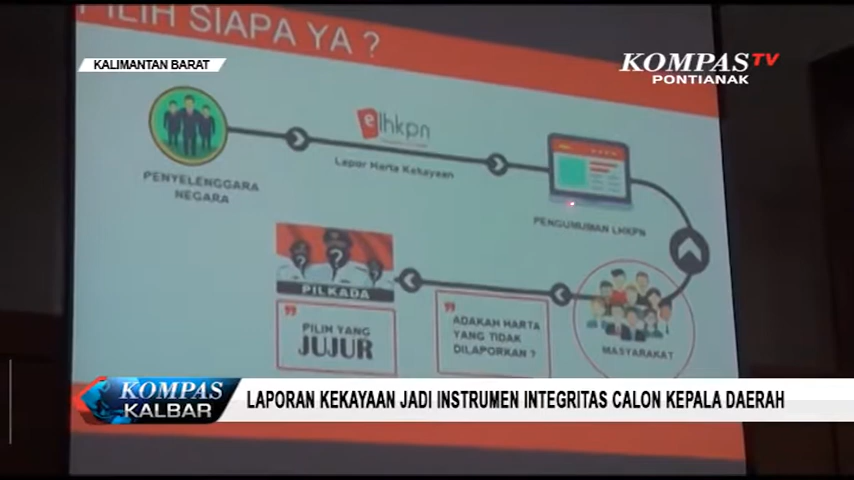 PILIH SIAPA YA ?
KALIMANTAN BARAT
KOMPAS TV
PONTIANAK
elhkpn
Lapor Harta Kekayaan
PENYELENGGARA
NEGARA
PENGUMUMAN LHKPN
PILKADA
PILIH YANG
JUJUR
ADAKAH HARTA
YANG TIDAK
DILAPORKAN ?
MASYARAKAT
KOMPAS
KALBAR
LAPORAN KEKAYAAN JADI INSTRUMEN INTEGRITAS CALON KEPALA DAERAH